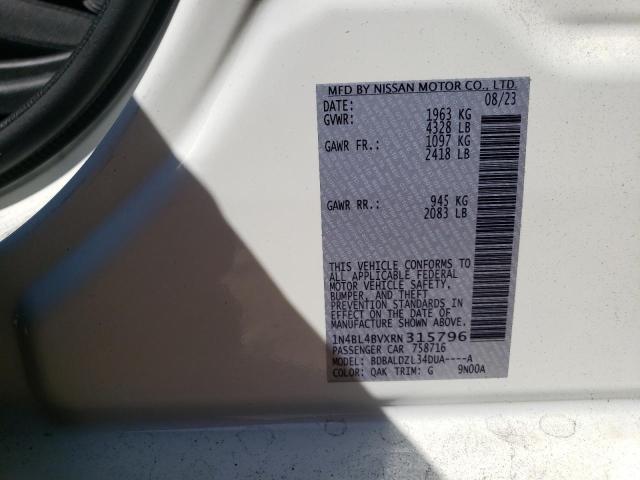 MFD BY NISSAN MOTOR CO., LTD.
DATE: 08/23
GVWR: 1963 KG
4328 LB
GAWR FR.: 1097 KG
2418 LB
GAWR RR.: 945 KG
2083 LB
THIS VEHICLE CONFORMS TO
ALL APPLICABLE FEDERAL
MOTOR VEHICLE SAFETY,
BUMPER, AND THEFT
PREVENTION STANDARDS IN
EFFECT ON THE DATE OF
MANUFACTURE SHOWN ABOVE.
1N4BL4BVXRN315796
PASSENGER CAR 758716
MODEL: BDBALDZL34DUA----A
COLOR: QAK TRIM: G 9N00A